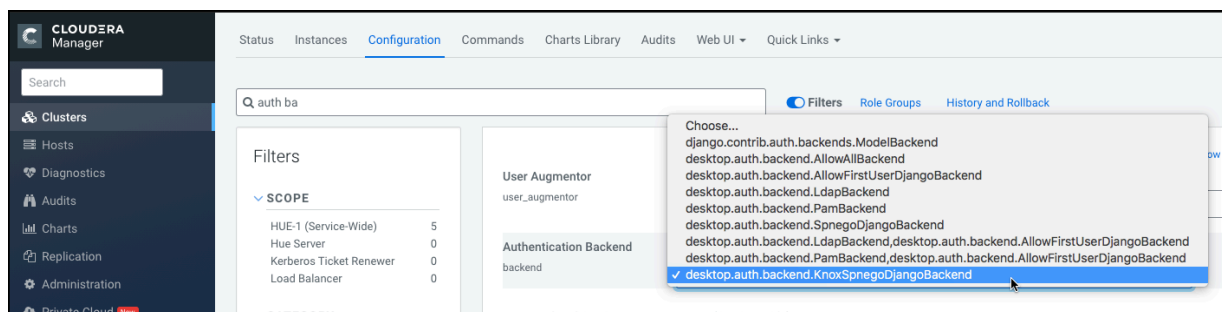 CLOUDERA
Manager
Search
Clusters
Hosts
Diagnostics
Audits
Charts
Replication
Administration
Private Cloud New
Status Instances Configuration Commands Charts Library Audits Web UI Quick Links
auth ba
Filters Role Groups History and Rollback
Filters
SCOPE
HUE-1 (Service-Wide) 5
Hue Server 0
Kerberos Ticket Renewer 0
Load Balancer 0
User Augmentor
user_augmentor
Authentication Backend
backend
Choose...
django.contrib.auth.backends.ModelBackend
desktop.auth.backend.AllowAllBackend
desktop.auth.backend.AllowFirstUserDjangoBackend
desktop.auth.backend.LdapBackend
desktop.auth.backend.PamBackend
desktop.auth.backend.SpnegoDjangoBackend
desktop.auth.backend.LdapBackend,desktop.auth.backend.AllowFirstUserDjangoBackend
desktop.auth.backend.PamBackend,desktop.auth.backend.AllowFirstUserDjangoBackend
✓ desktop.auth.backend.KnoxSpnegoDjangoBackend